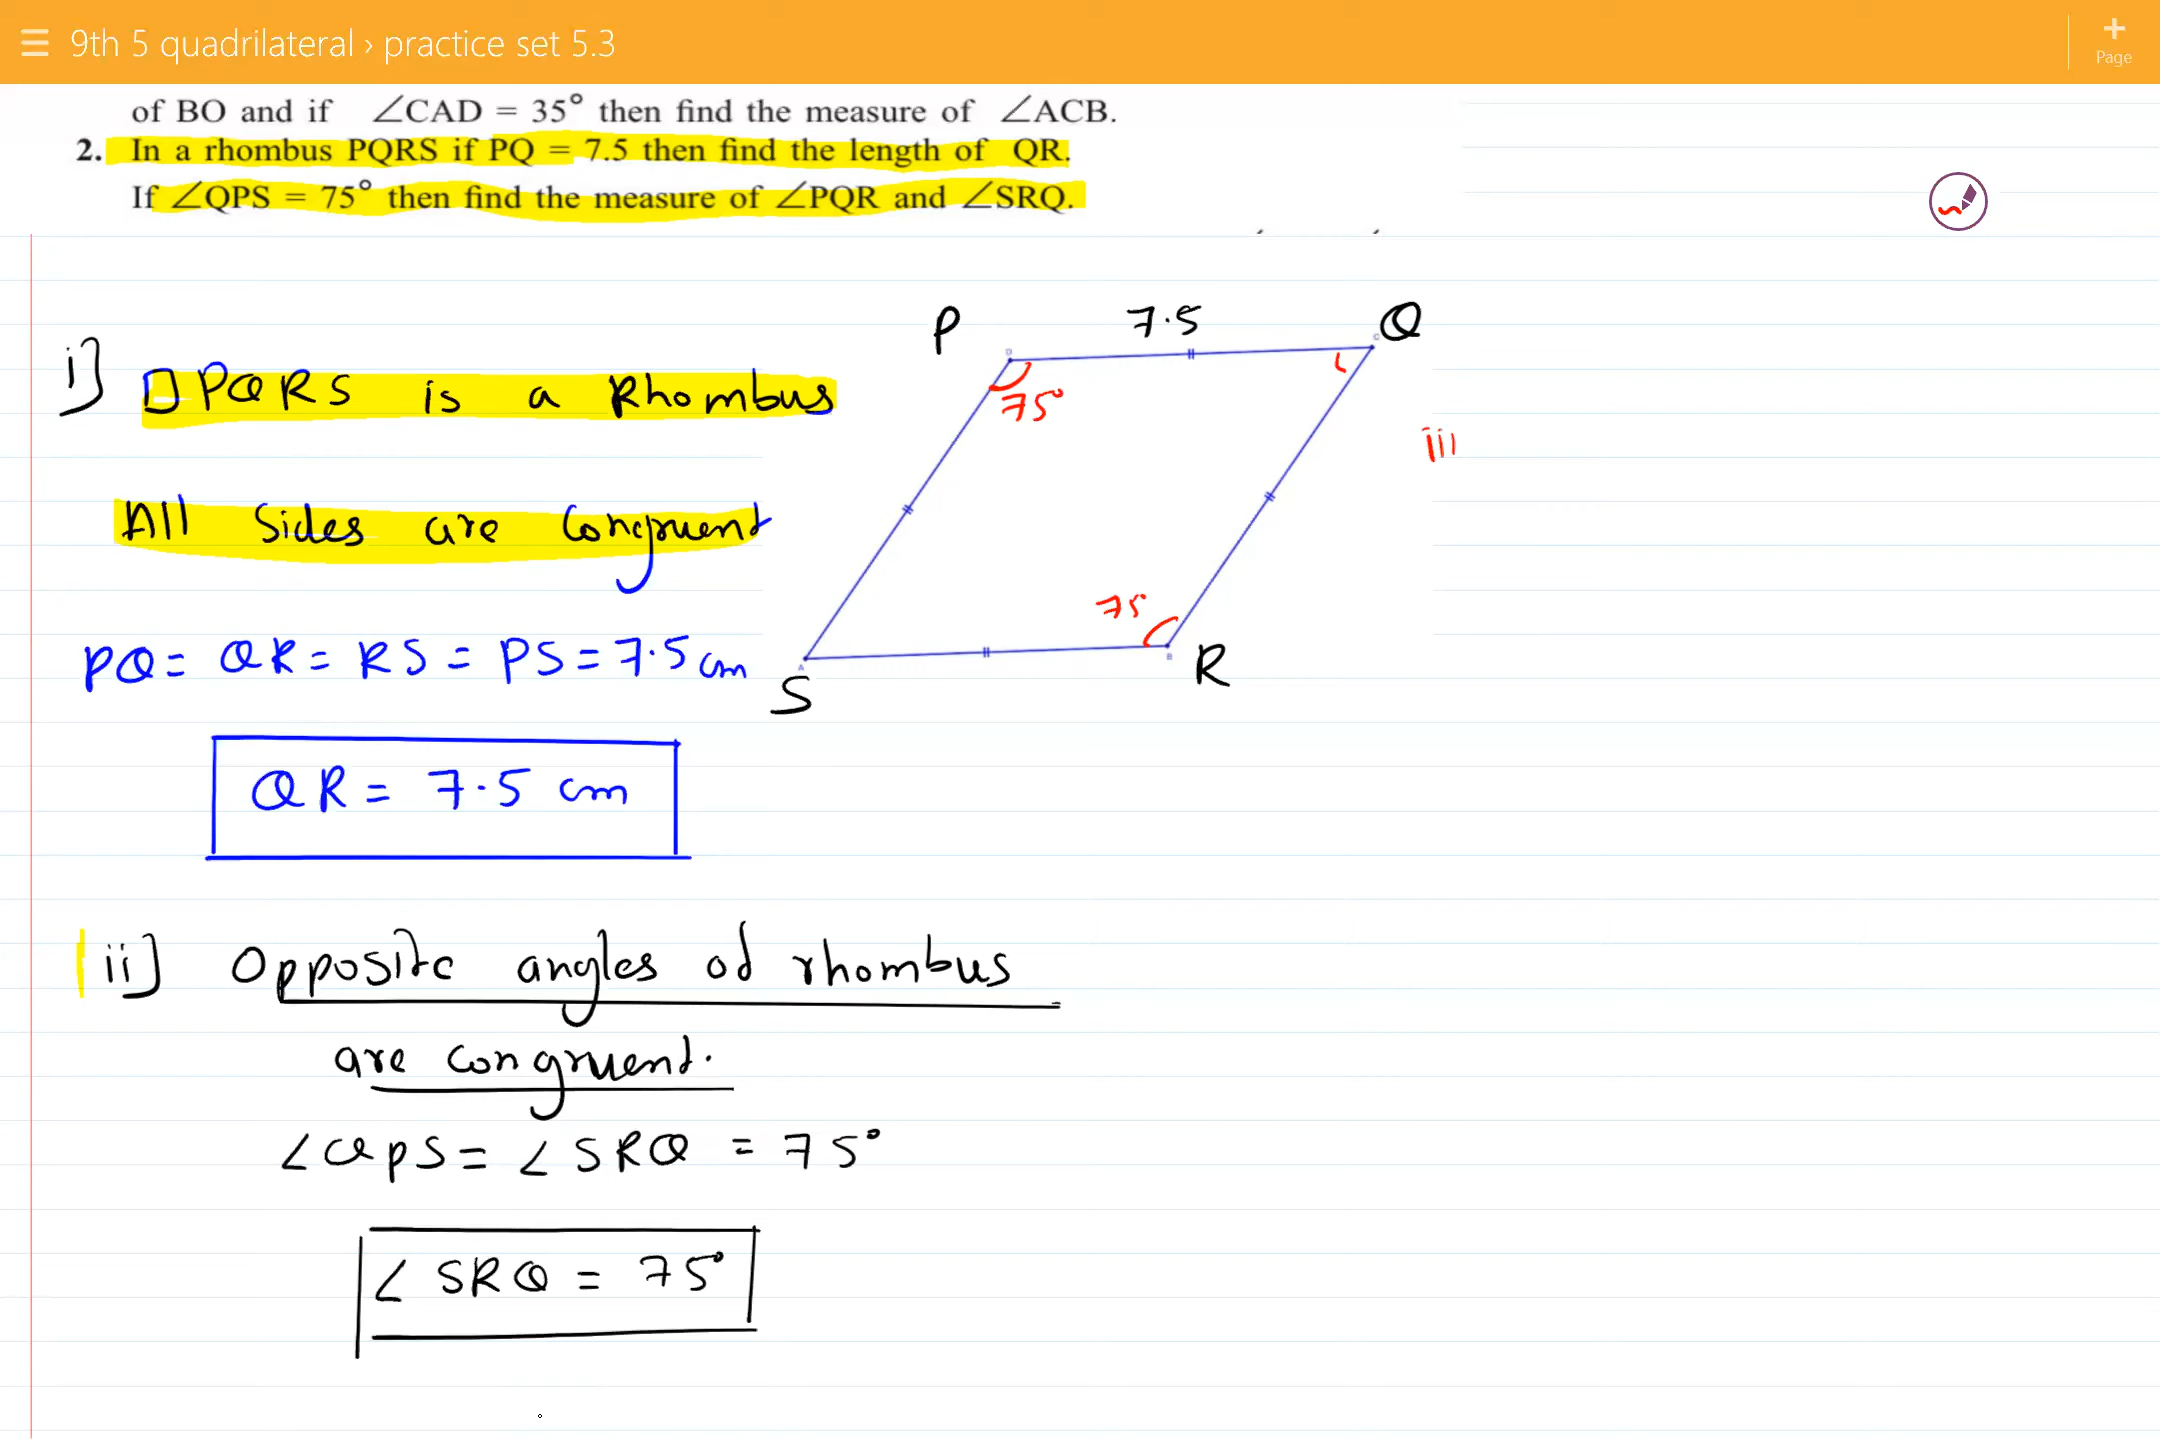 9th 5 quadrilateral › practice set 5.3
+
Page
of BO and if ∠CAD = 35° then find the measure of ∠ACB.
2. In a rhombus PQRS if PQ = 7.5 then find the length of QR.
If ∠QPS = 75° then find the measure of ∠PQR and ∠SRQ.
i] □ PQRS is a Rhombus
All sides are congruent
PQ = QR = RS = PS = 7.5 cm
QR = 7.5 cm
P
7.5
Q
75°
iii
75°
S
R
ii] Opposite angles of rhombus
are congruent.
∠QPS = ∠SRQ = 75°
∠SRQ = 75°